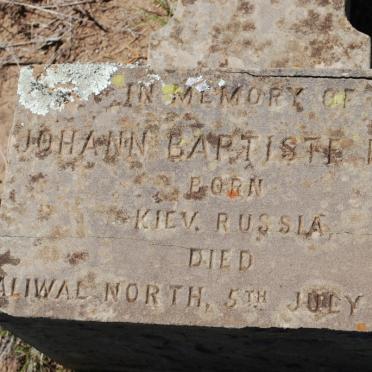 IN MEMORY OF
JOHANN BAPTISTE
BORN
KIEV, RUSSIA,
DIED
ALIWAL NORTH, 5TH JULY